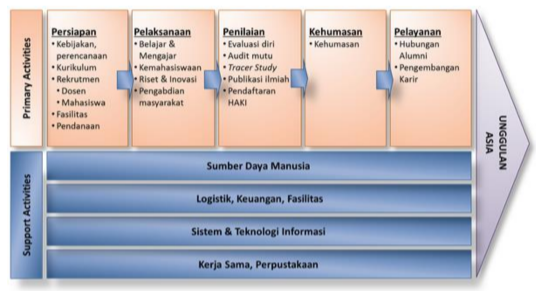 Primary Activities
Persiapan
• Kebijakan,
perencanaan
• Kurikulum
• Rekrutmen
• Dosen
• Mahasiswa
• Fasilitas
• Pendanaan
Pelaksanaan
• Belajar &
Mengajar
• Kemahasiswaan
• Riset & Inovasi
• Pengabdian
masyarakat
Penilaian
• Evaluasi diri
• Audit mutu
• Tracer Study
• Publikasi Ilmiah
• Pendaftaran
HAKI
Kehumasan
• Kehumasan
Pelayanan
• Hubungan
Alumni
• Pengembangan
Karir
UNGGULAN
ASIA
Support Activities
Sumber Daya Manusia
Logistik, Keuangan, Fasilitas
Sistem & Teknologi Informasi
Kerja Sama, Perpustakaan